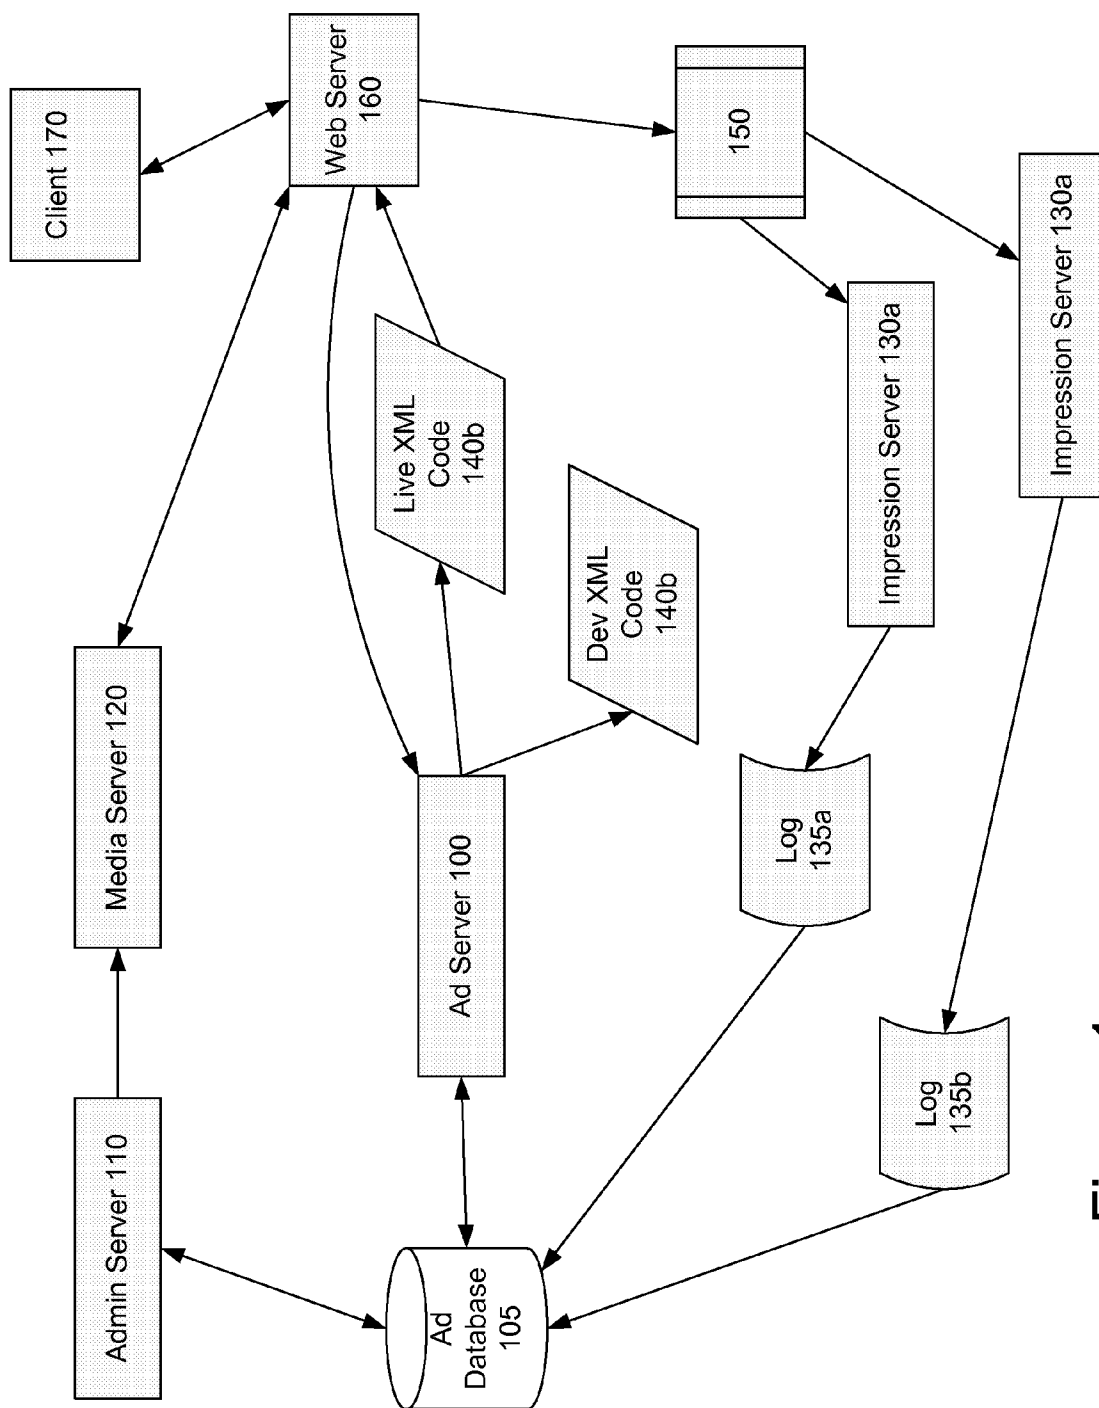 Client 170
Web Server
160
150
Impression Server 130a
Impression Server 130a
Live XML
Code
140b
Dev XML
Code
140b
Media Server 120
Ad Server 100
Log
135a
Log
135b
Admin Server 110
Ad
Database
105